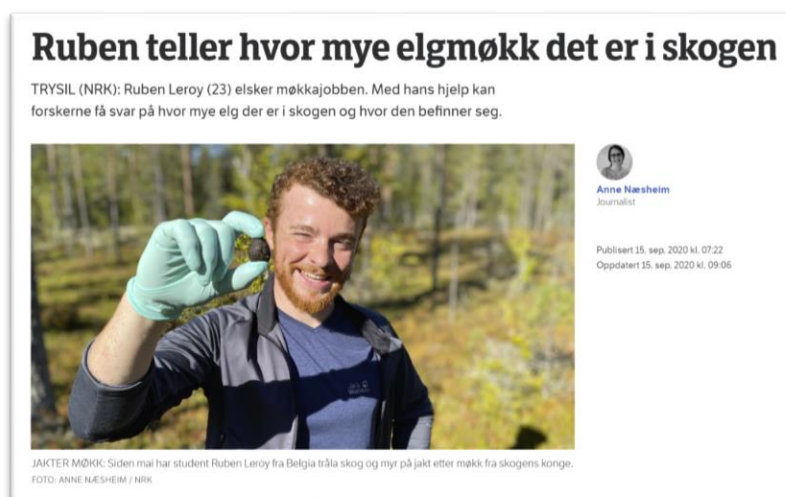 Ruben teller hvor mye elgmøkk det er i skogen
TRYSIL (NRK): Ruben Leroy (23) elsker møkkajobben. Med hans hjelp kan
forskerne få svar på hvor mye elg der er i skogen og hvor den befinner seg.
Anne Næsheim
Journalist
Publisert 15. sep. 2020 kl. 07:22
Oppdatert 15. sep. 2020 kl. 09:06
JAKTER MØKK: Siden mai har student Ruben Leroy fra Belgia tråla skog og myr på jakt etter møkk fra skogens konge.
FOTO: ANNE NÆSHEIM / NRK